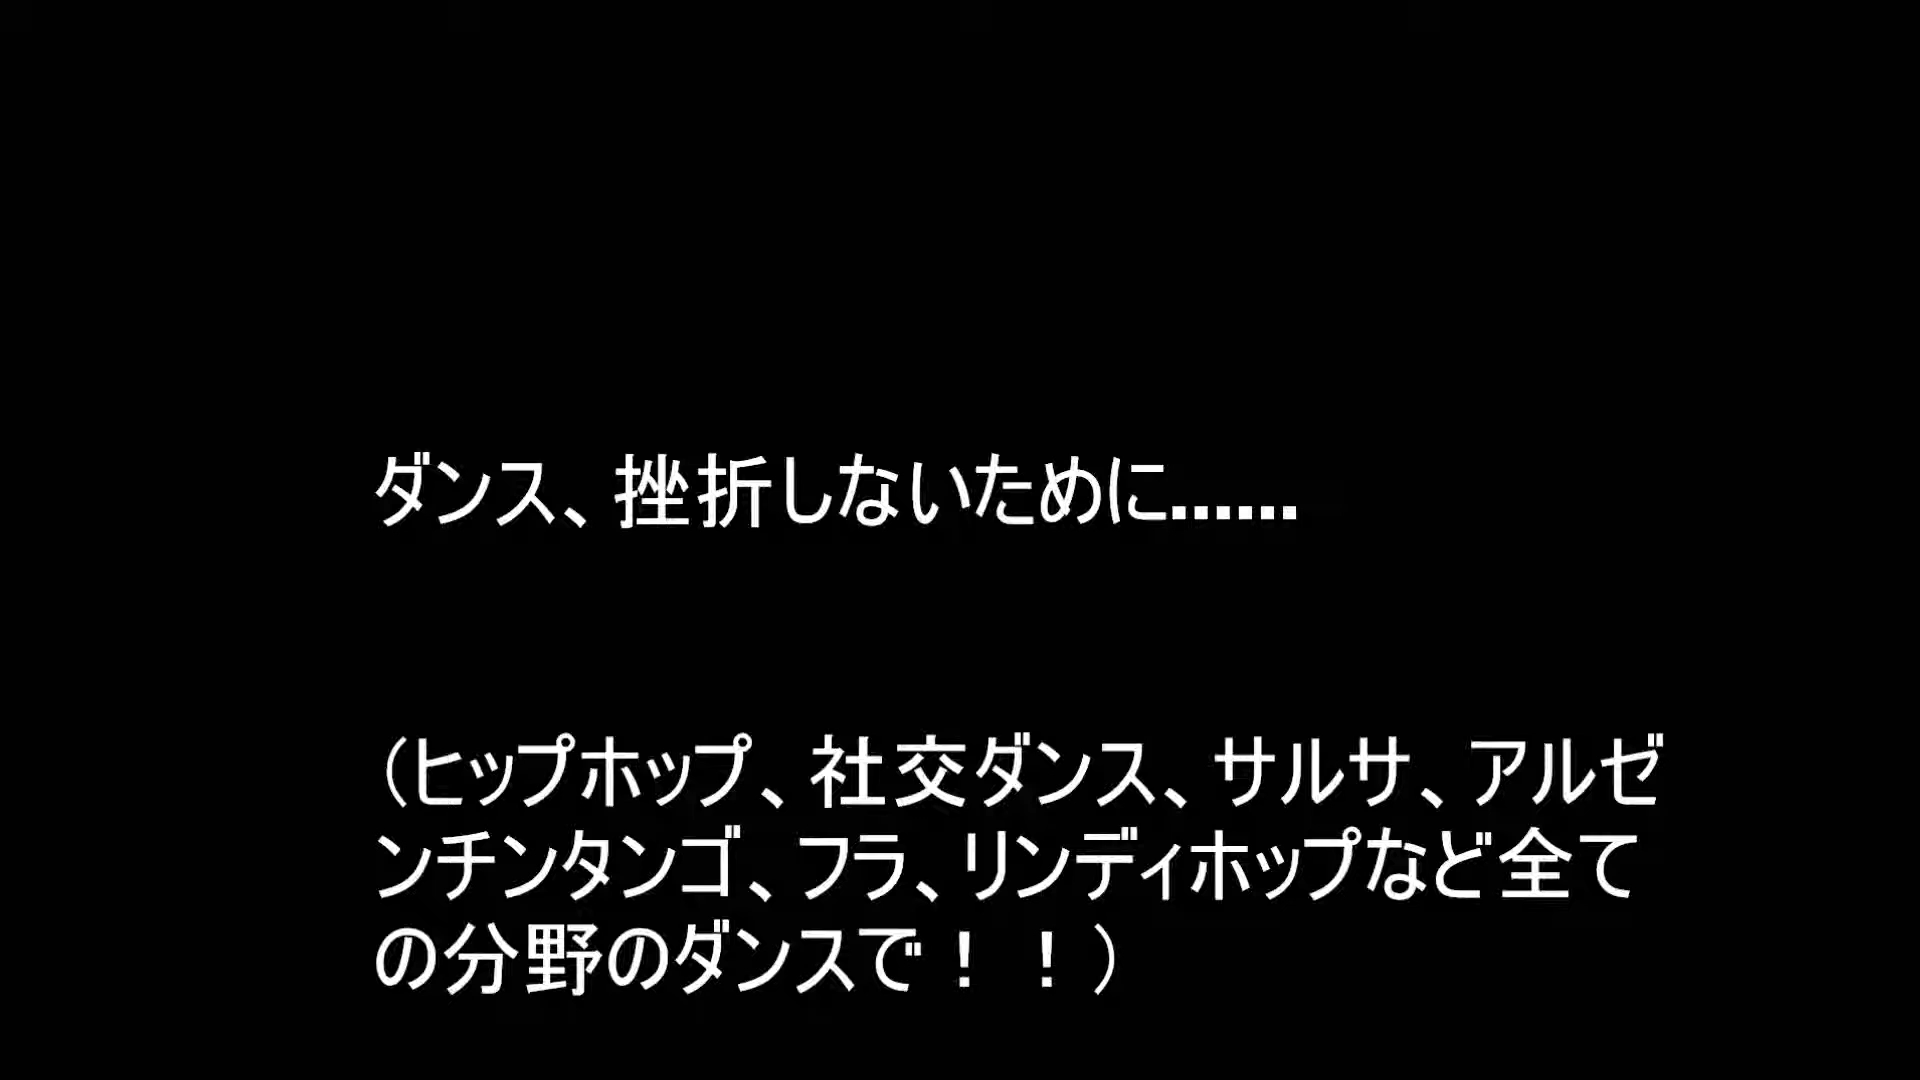 ダンス、挫折しないために......
（ヒップホップ、社交ダンス、サルサ、アルゼ
ンチンタンゴ、フラ、リンディホップなど全て
の分野のダンスで！！）